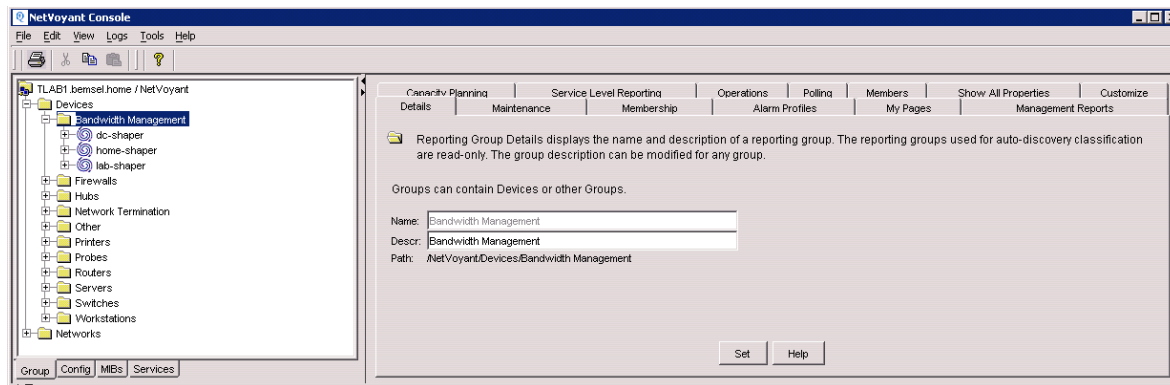 NetVoyant Console
File Edit View Logs Tools Help
TLAB1.bemsel.home / NetVoyant
Devices
Bandwidth Management
dc-shaper
home-shaper
lab-shaper
Firewalls
Hubs
Network Termination
Other
Printers
Probes
Routers
Servers
Switches
Workstations
Networks
Group Config MIBs Services
Capacity Planning Service Level Reporting Operations Polling Members Show All Properties Customize
Details Maintenance Membership Alarm Profiles My Pages Management Reports
Reporting Group Details displays the name and description of a reporting group. The reporting groups used for auto-discovery classification
are read-only. The group description can be modified for any group.
Groups can contain Devices or other Groups.
Name: Bandwidth Management
Descr: Bandwidth Management
Path: /NetVoyant/Devices/Bandwidth Management
Set Help